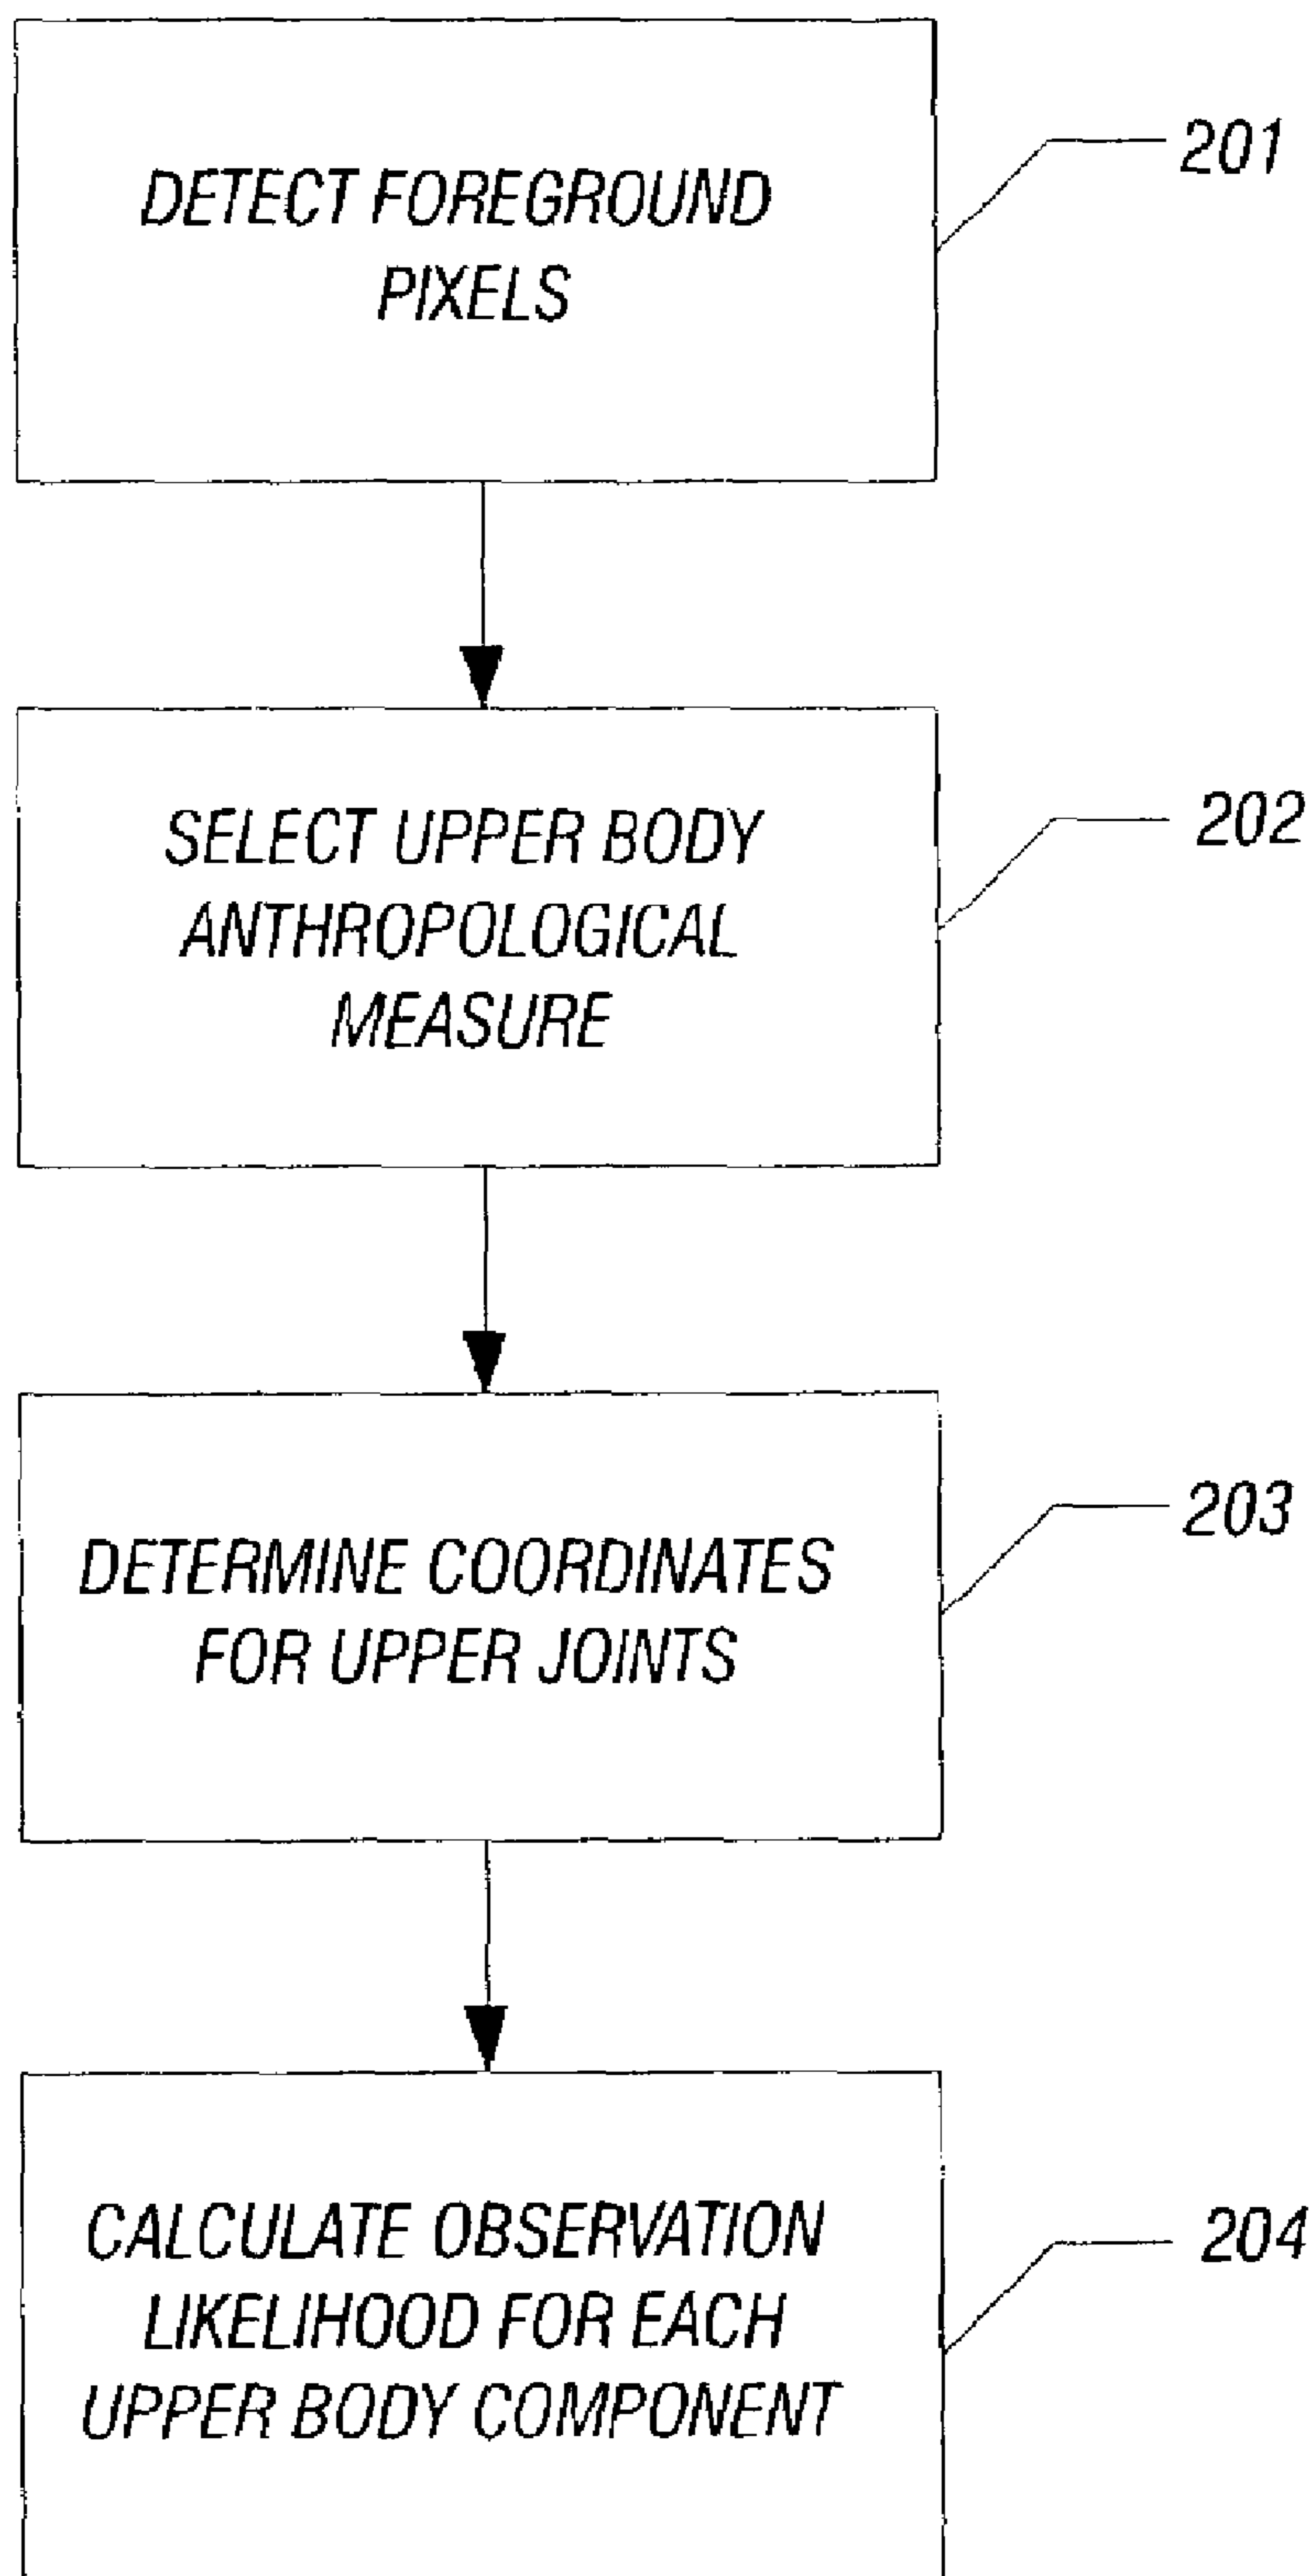 DETECT FOREGROUND
PIXELS
201
SELECT UPPER BODY
ANTHROPOLOGICAL
MEASURE
202
DETERMINE COORDINATES
FOR UPPER JOINTS
203
CALCULATE OBSERVATION
LIKELIHOOD FOR EACH
UPPER BODY COMPONENT
204